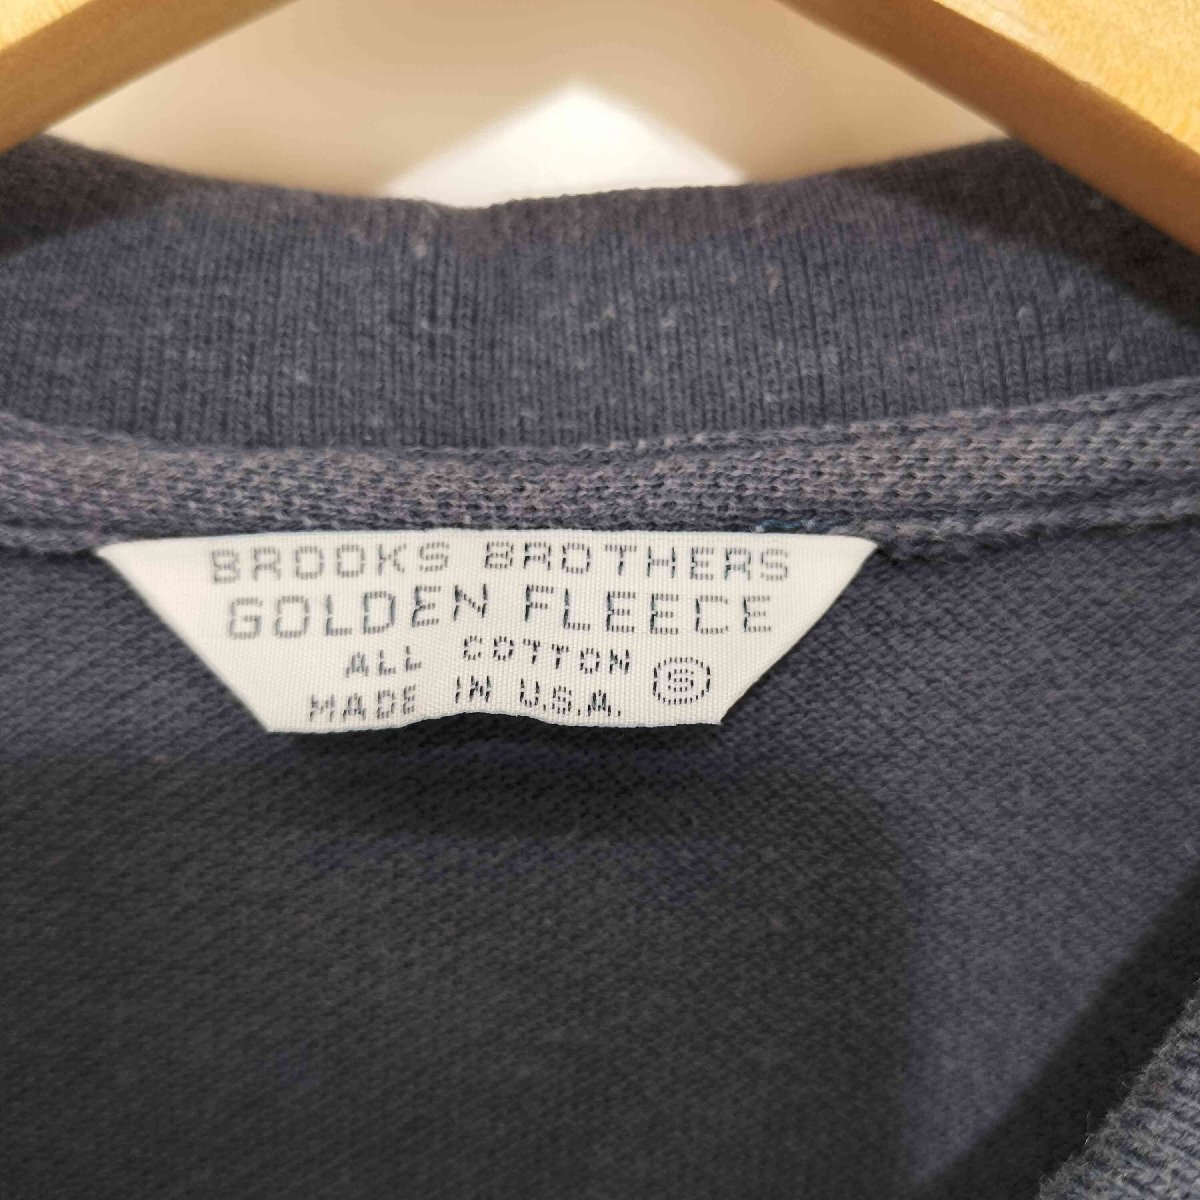 BROOKS BROTHERS
GOLDEN FLEECE
ALL COTTON S
MADE IN U.S.A.